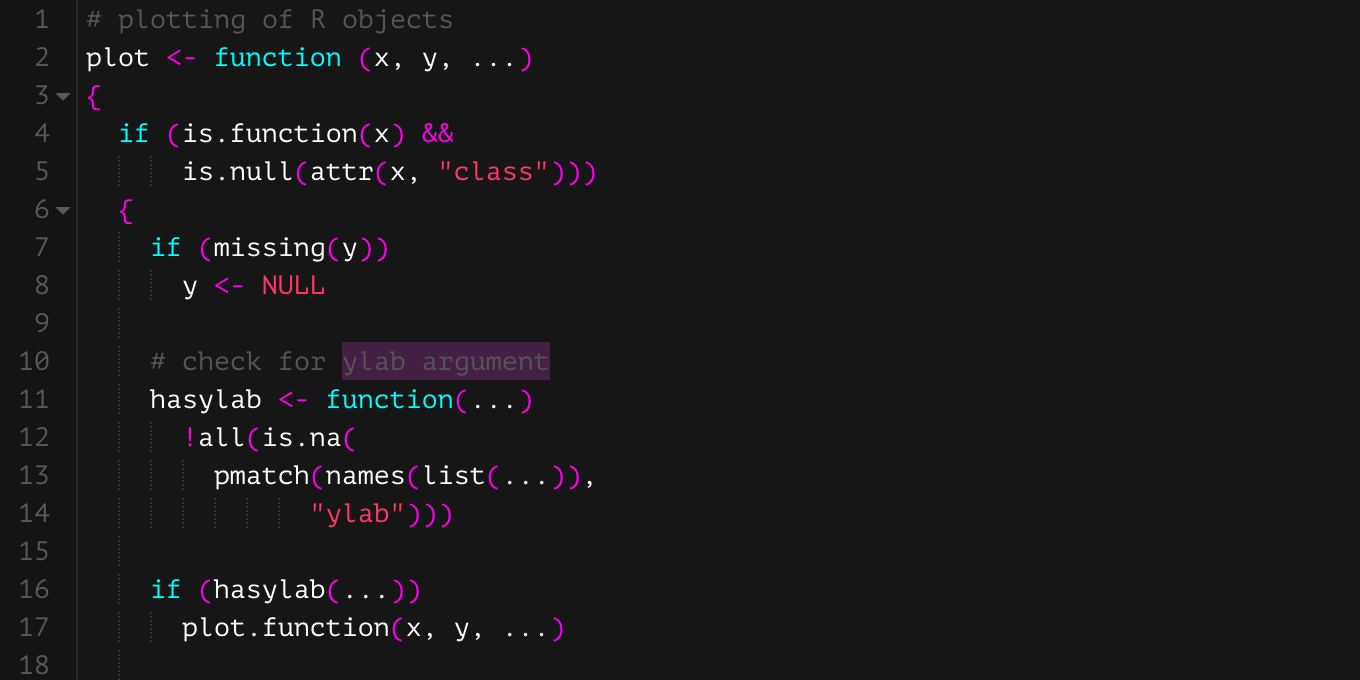 1 # plotting of R objects
2 plot <- function (x, y, ...)
3 {
4   if (is.function(x) &&
5       is.null(attr(x, "class")))
6   {
7     if (missing(y))
8       y <- NULL
9
10     # check for ylab argument
11     hasylab <- function(...)
12       !all(is.na(
13         pmatch(names(list(...)),
14               "ylab")))
15
16     if (hasylab(...))
17       plot.function(x, y, ...)
18